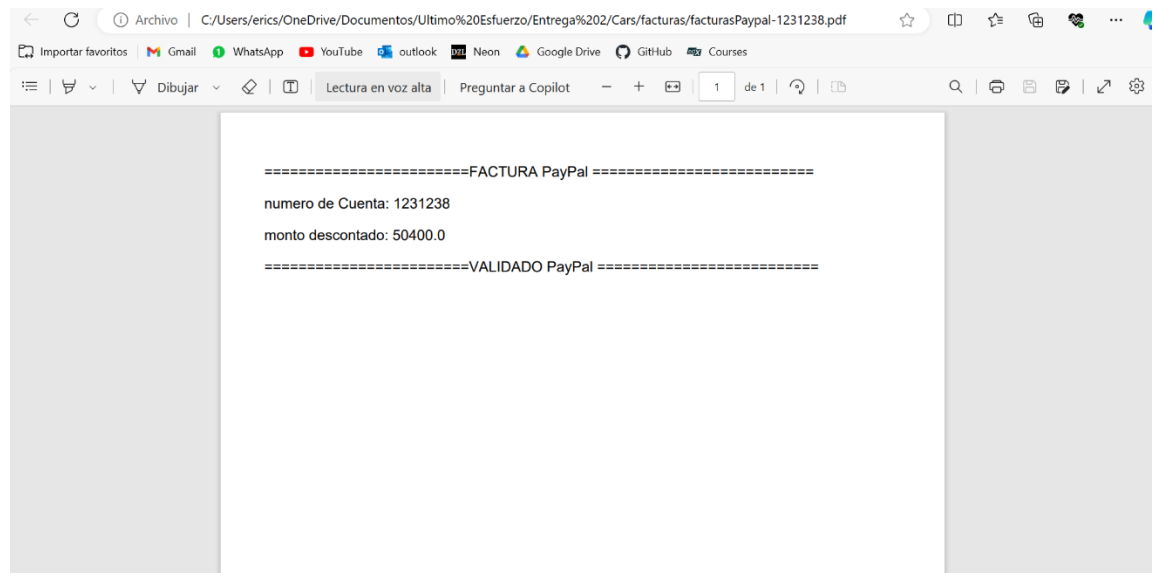 Archivo | C:/Users/erics/OneDrive/Documentos/Ultimo%20Esfuerzo/Entrega%202/Cars/facturas/facturasPaypal-1231238.pdf
Importar favoritos Gmail WhatsApp YouTube outlook Neon Google Drive GitHub Courses
Dibujar Lectura en voz alta Preguntar a Copilot 1 de 1
========================FACTURA PayPal ==========================
numero de Cuenta: 1231238
monto descontado: 50400.0
========================VALIDADO PayPal ==========================